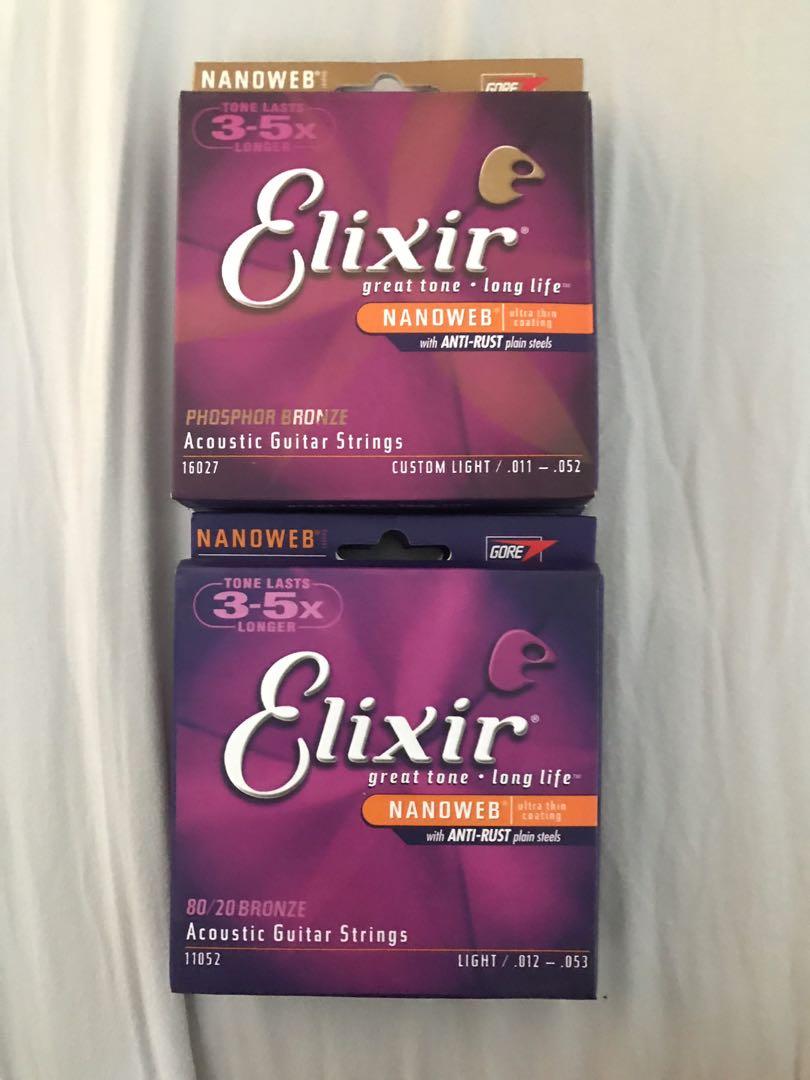 NANOWEB®
GORE
TONE LASTS
3-5x
LONGER
Elixir®
great tone • long life™
NANOWEB® ultra thin coating
with ANTI-RUST plain steels
PHOSPHOR BRONZE
Acoustic Guitar Strings
16027 CUSTOM LIGHT / .011 – .052
NANOWEB®
GORE
TONE LASTS
3-5x
LONGER
Elixir®
great tone • long life™
NANOWEB® ultra thin coating
with ANTI-RUST plain steels
80/20 BRONZE
Acoustic Guitar Strings
11052 LIGHT / .012 – .053